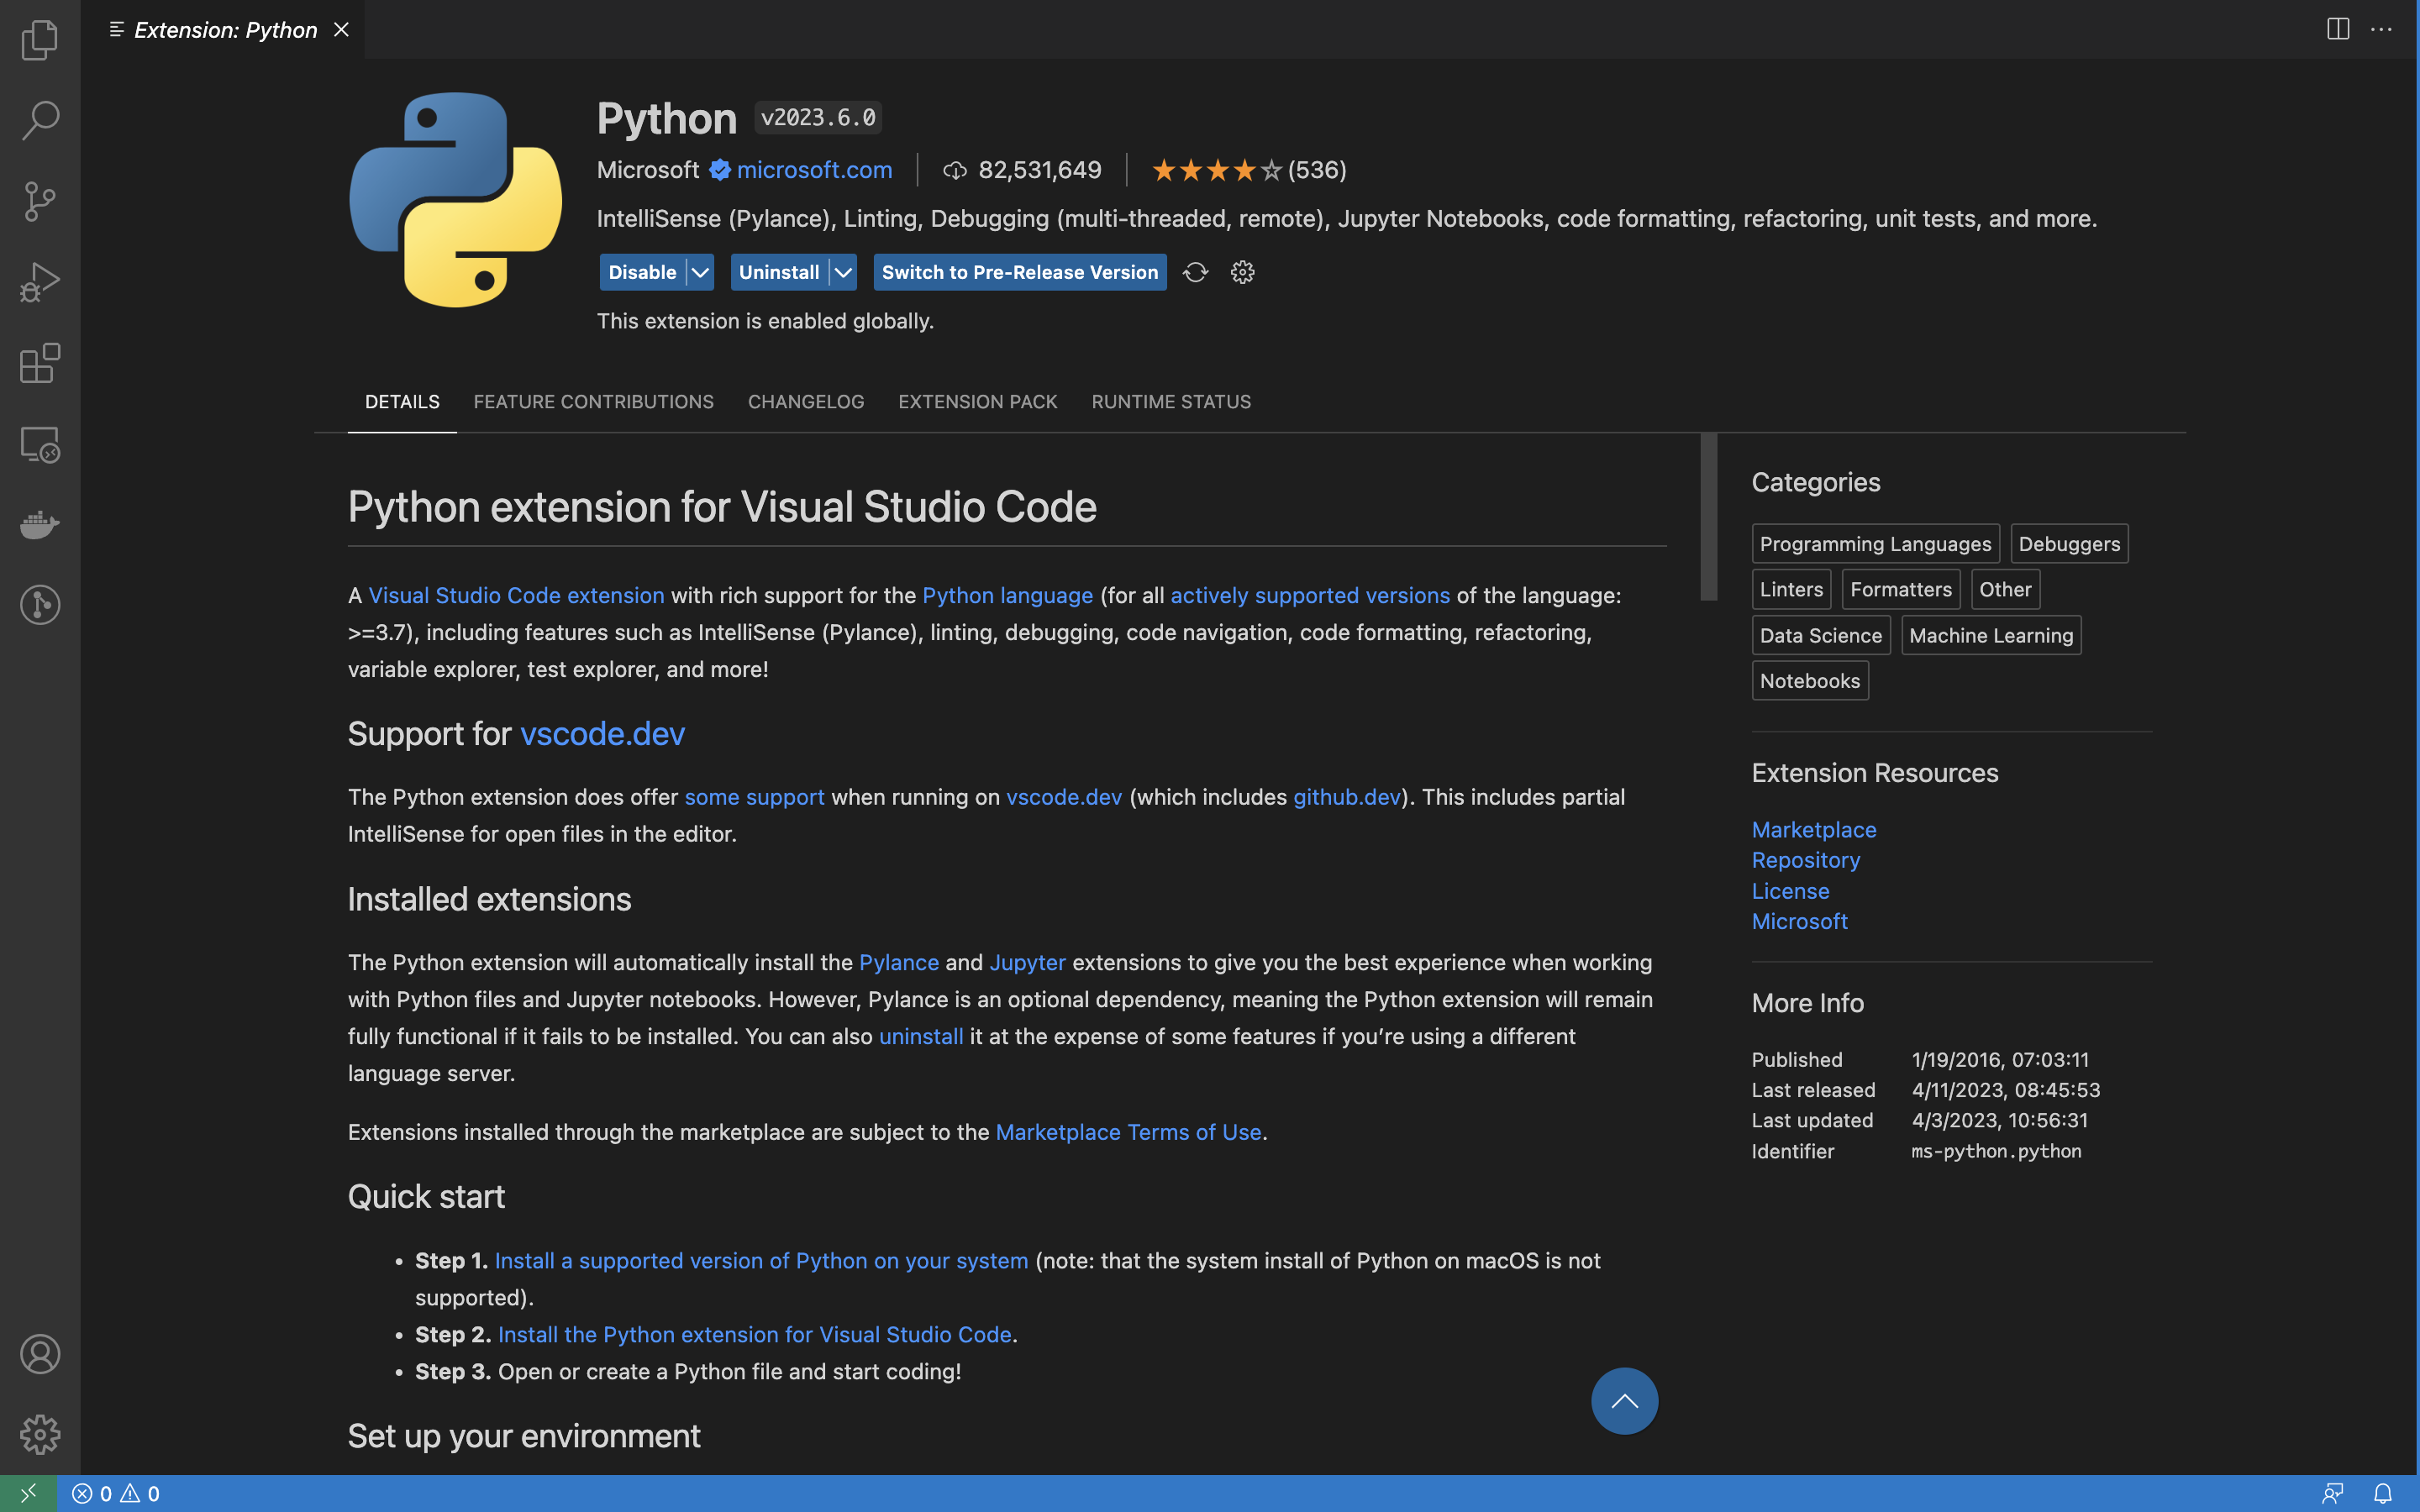 Extension: Python
Python v2023.6.0
Microsoft microsoft.com 82,531,649 (536)
IntelliSense (Pylance), Linting, Debugging (multi-threaded, remote), Jupyter Notebooks, code formatting, refactoring, unit tests, and more.
Disable Uninstall Switch to Pre-Release Version
This extension is enabled globally.
DETAILS FEATURE CONTRIBUTIONS CHANGELOG EXTENSION PACK RUNTIME STATUS
Python extension for Visual Studio Code
A Visual Studio Code extension with rich support for the Python language (for all actively supported versions of the language:
>=3.7), including features such as IntelliSense (Pylance), linting, debugging, code navigation, code formatting, refactoring,
variable explorer, test explorer, and more!
Support for vscode.dev
The Python extension does offer some support when running on vscode.dev (which includes github.dev). This includes partial
IntelliSense for open files in the editor.
Installed extensions
The Python extension will automatically install the Pylance and Jupyter extensions to give you the best experience when working
with Python files and Jupyter notebooks. However, Pylance is an optional dependency, meaning the Python extension will remain
fully functional if it fails to be installed. You can also uninstall it at the expense of some features if you’re using a different
language server.
Extensions installed through the marketplace are subject to the Marketplace Terms of Use.
Quick start
• Step 1. Install a supported version of Python on your system (note: that the system install of Python on macOS is not
supported).
• Step 2. Install the Python extension for Visual Studio Code.
• Step 3. Open or create a Python file and start coding!
Set up your environment
Categories
Programming Languages Debuggers
Linters Formatters Other
Data Science Machine Learning
Notebooks
Extension Resources
Marketplace
Repository
License
Microsoft
More Info
Published 1/19/2016, 07:03:11
Last released 4/11/2023, 08:45:53
Last updated 4/3/2023, 10:56:31
Identifier ms-python.python
0 0